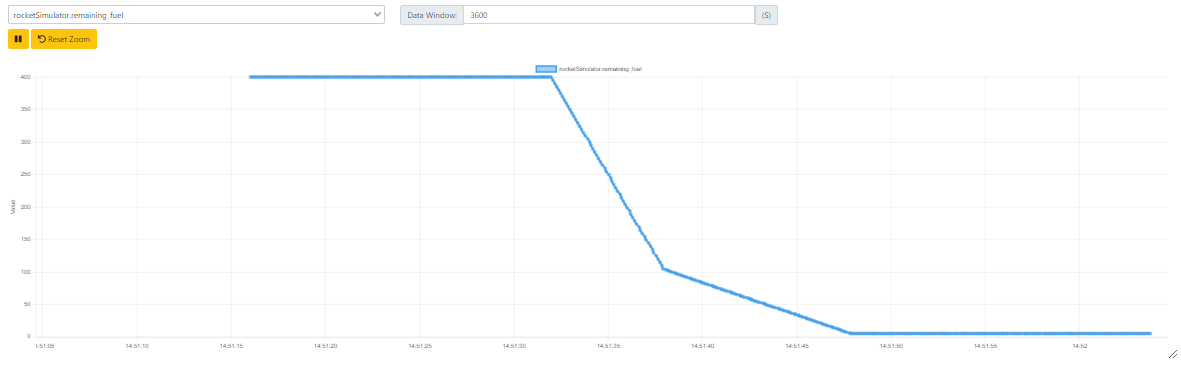 rocketSimulator.remaining_fuel
Data Window: 3600 (S)
Reset Zoom
rocketSimulator.remaining_fuel
400
350
300
250
200
150
100
50
0
Value
14:51:10 14:51:15 14:51:20 14:51:25 14:51:30 14:51:35 14:51:40 14:51:45 14:51:50 14:51:55 14:52